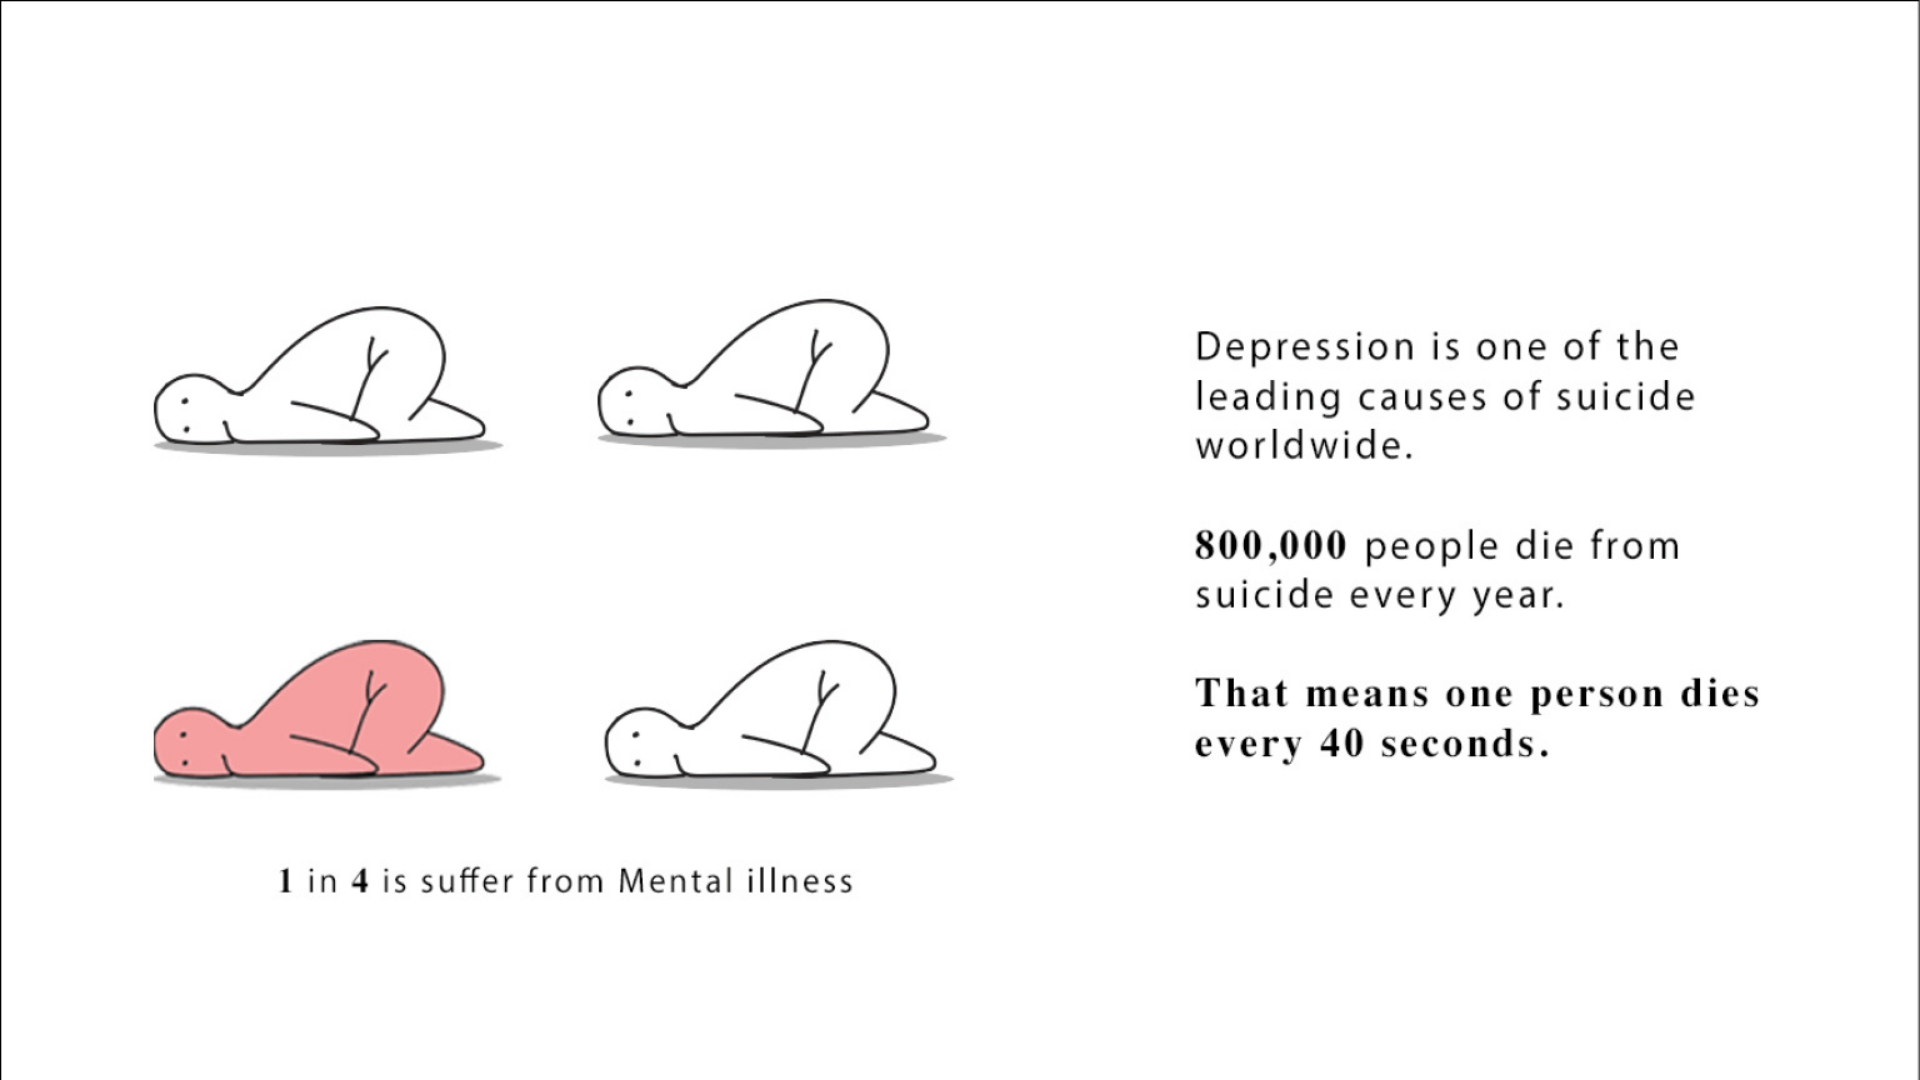 Depression is one of the
leading causes of suicide
worldwide.
800,000 people die from
suicide every year.
That means one person dies
every 40 seconds.
1 in 4 is suffer from Mental illness